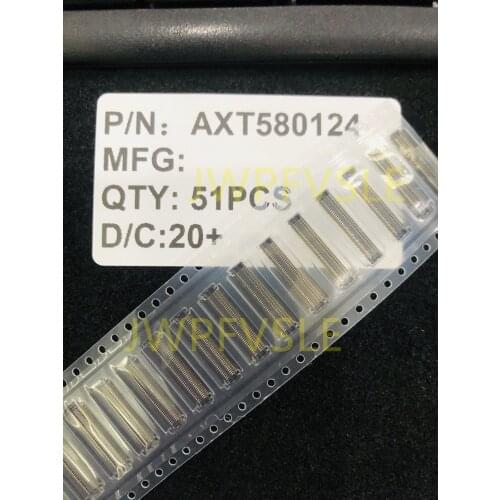 P/N: AXT580124
MFG:
JWPFVSLE
QTY: 51PCS
D/C:20+
JWPFVSLE